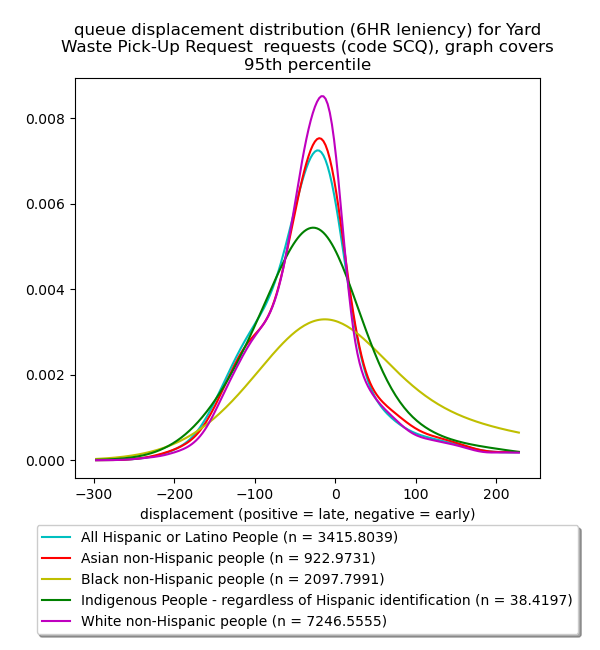 queue displacement distribution (6HR leniency) for Yard
Waste Pick-Up Request  requests (code SCQ), graph covers
95th percentile
0.008
0.006
0.004
0.002
0.000
−300 −200 −100 0 100 200
displacement (positive = late, negative = early)
All Hispanic or Latino People (n = 3415.8039)
Asian non-Hispanic people (n = 922.9731)
Black non-Hispanic people (n = 2097.7991)
Indigenous People - regardless of Hispanic identification (n = 38.4197)
White non-Hispanic people (n = 7246.5555)